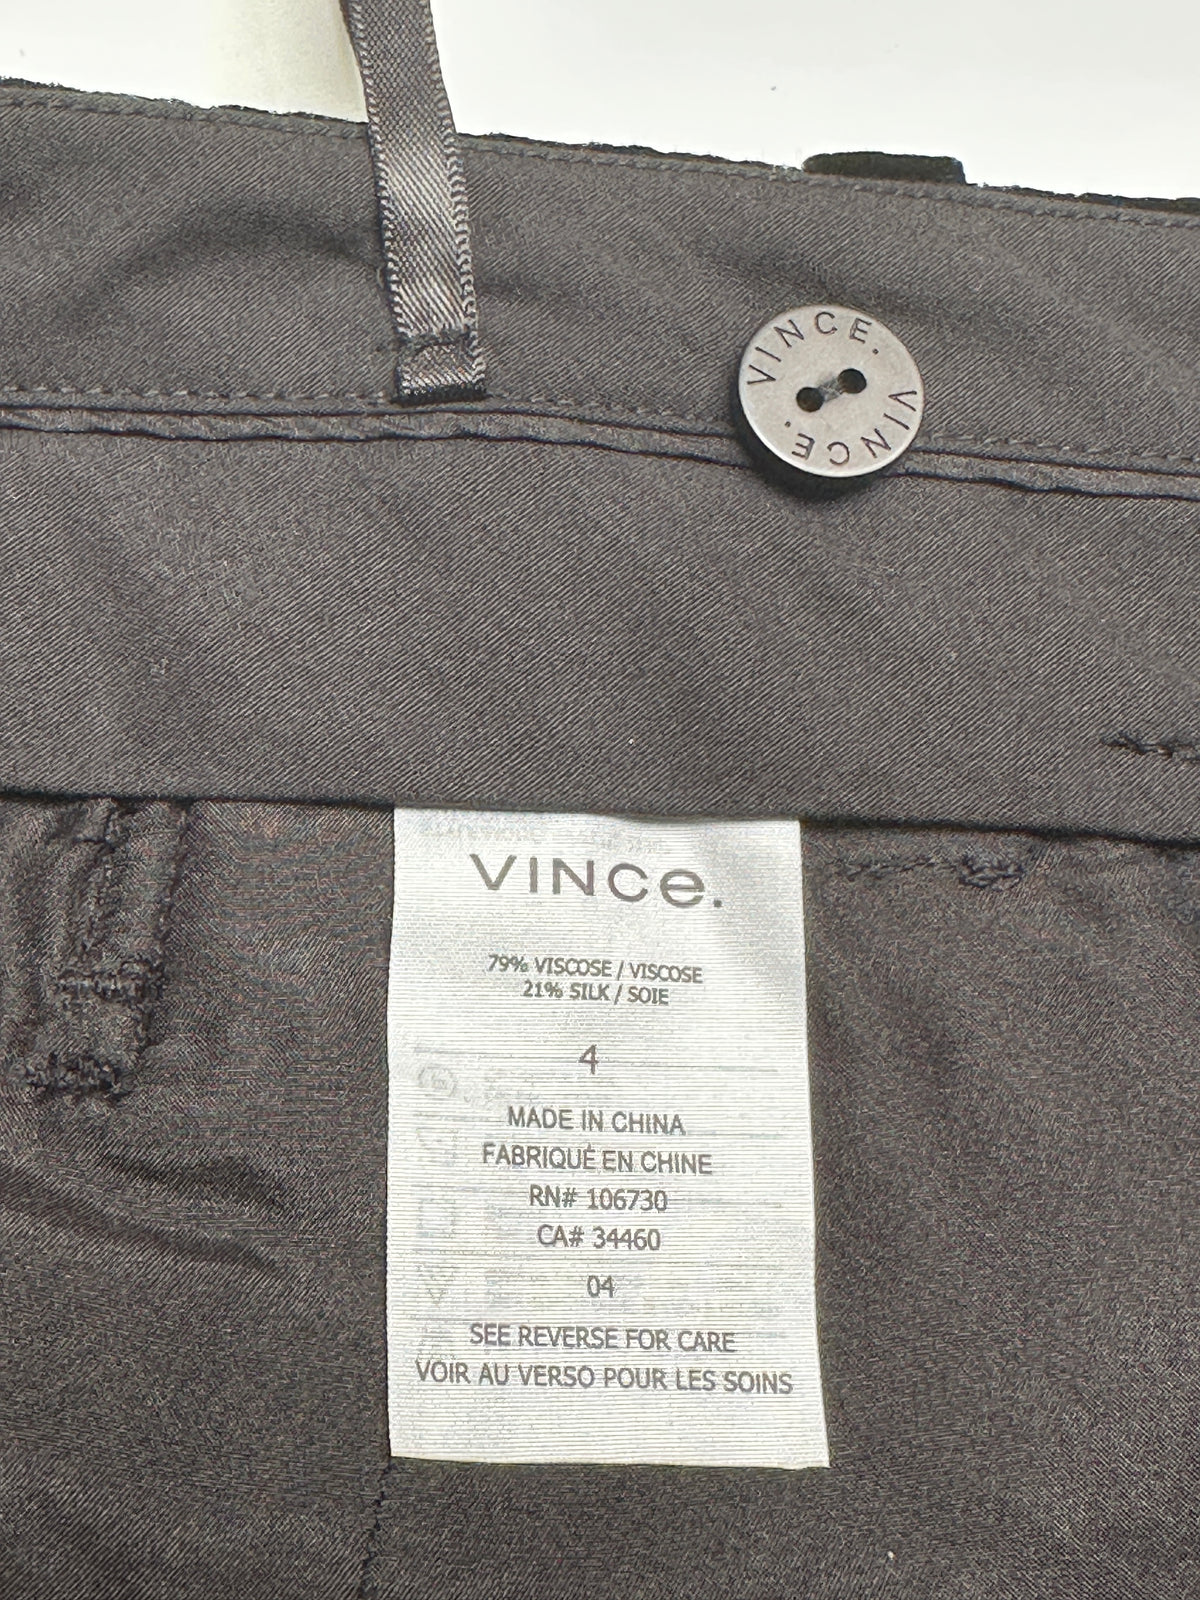 VINCE. VINCE.
VINCe.
79% VISCOSE / VISCOSE
21% SILK / SOIE
4
MADE IN CHINA
FABRIQUÉ EN CHINE
RN# 106730
CA# 34460
04
SEE REVERSE FOR CARE
VOIR AU VERSO POUR LES SOINS